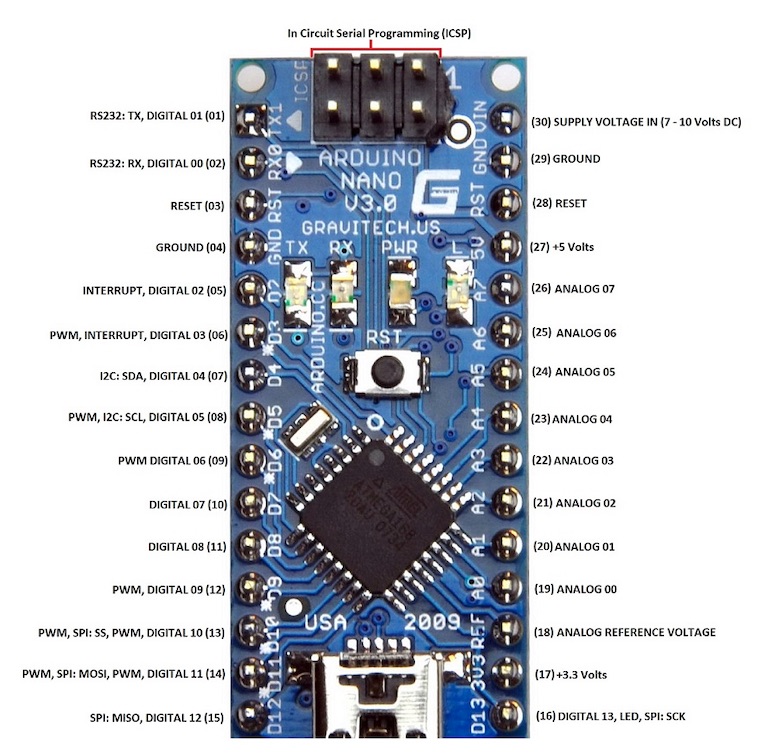 In Circuit Serial Programming (ICSP)
RS232: TX, DIGITAL 01 (01)
RS232: RX, DIGITAL 00 (02)
RESET (03)
GROUND (04)
INTERRUPT, DIGITAL 02 (05)
PWM, INTERRUPT, DIGITAL 03 (06)
I2C: SDA, DIGITAL 04 (07)
PWM, I2C: SCL, DIGITAL 05 (08)
PWM DIGITAL 06 (09)
DIGITAL 07 (10)
DIGITAL 08 (11)
PWM, DIGITAL 09 (12)
PWM, SPI: SS, PWM, DIGITAL 10 (13)
PWM, SPI: MOSI, PWM, DIGITAL 11 (14)
SPI: MISO, DIGITAL 12 (15)
ICSP
1
TX1
RX0
RST
GND
D2
*D3
D4
*D5
*D6
D7
D8
*D9
*D10
*D11
D12
ARDUINO
NANO
V3.0
G
GRAVITECH.US
TX RX PWR L
ARDUINO.CC
RST
ATMEL
ATMEGA168
USA 2009
VIN
GND
RST
5V
A7
A6
A5
A4
A3
A2
A1
A0
REF
3V3
D13
(30) SUPPLY VOLTAGE IN (7 - 10 Volts DC)
(29) GROUND
(28) RESET
(27) +5 Volts
(26) ANALOG 07
(25) ANALOG 06
(24) ANALOG 05
(23) ANALOG 04
(22) ANALOG 03
(21) ANALOG 02
(20) ANALOG 01
(19) ANALOG 00
(18) ANALOG REFERENCE VOLTAGE
(17) +3.3 Volts
(16) DIGITAL 13, LED, SPI: SCK